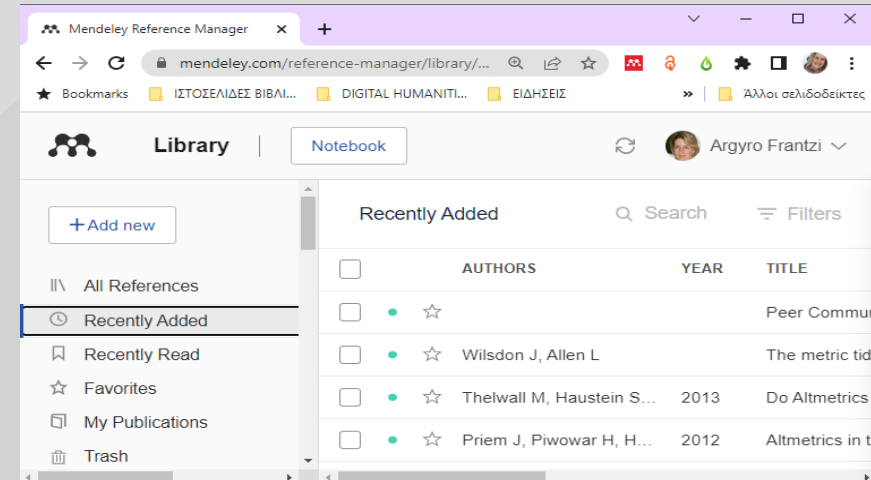 Mendeley Reference Manager
mendeley.com/reference-manager/library/...
Bookmarks ΙΣΤΟΣΕΛΙΔΕΣ ΒΙΒΛΙ... DIGITAL HUMANITI... ΕΙΔΗΣΕΙΣ » Άλλοι σελιδοδείκτες
Library Notebook Argyro Frantzi
+ Add new
All References
Recently Added
Recently Read
Favorites
My Publications
Trash
Recently Added Search Filters
AUTHORS YEAR TITLE
Peer Commun
Wilsdon J, Allen L The metric tid
Thelwall M, Haustein S... 2013 Do Altmetrics
Priem J, Piwowar H, H... 2012 Altmetrics in t